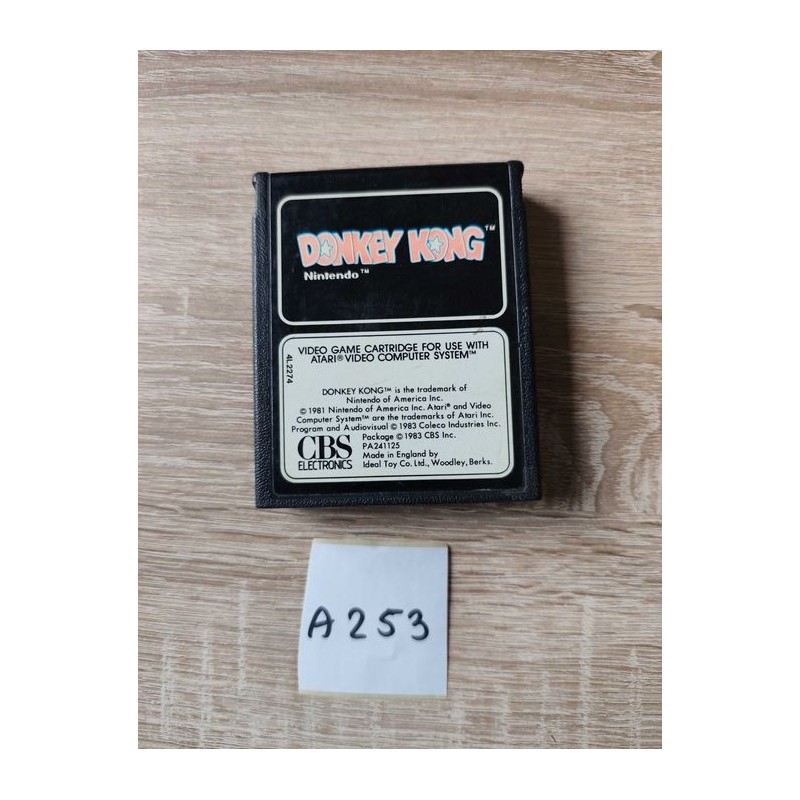 DONKEY KONG™
Nintendo™
VIDEO GAME CARTRIDGE FOR USE WITH
ATARI® VIDEO COMPUTER SYSTEM™
4L2274
DONKEY KONG™ is the trademark of
Nintendo of America Inc.
© 1981 Nintendo of America Inc. Atari® and Video
Computer System™ are the trademarks of Atari Inc.
Program and Audiovisual © 1983 Coleco Industries Inc.
Package © 1983 CBS Inc.
PA241125
Made in England by
Ideal Toy Co. Ltd., Woodley, Berks.
CBS
ELECTRONICS
A253